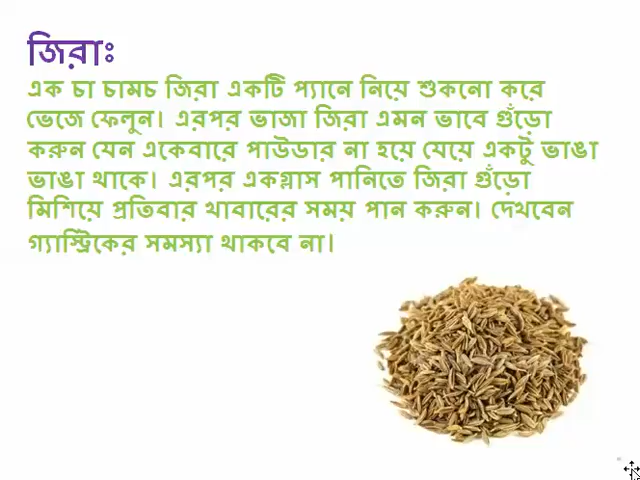 জিরাঃ
এক চা চামচ জিরা একটি প্যানে নিয়ে শুকনো করে
ভেজে ফেলুন। এরপর ভাজা জিরা এমন ভাবে গুঁড়ো
করুন যেন একেবারে পাউডার না হয়ে যেয়ে একটু ভাঙা
ভাঙা থাকে। এরপর একগ্লাস পানিতে জিরা গুঁড়ো
মিশিয়ে প্রতিবার খাবারের সময় পান করুন। দেখবেন
গ্যাস্ট্রিকের সমস্যা থাকবে না।